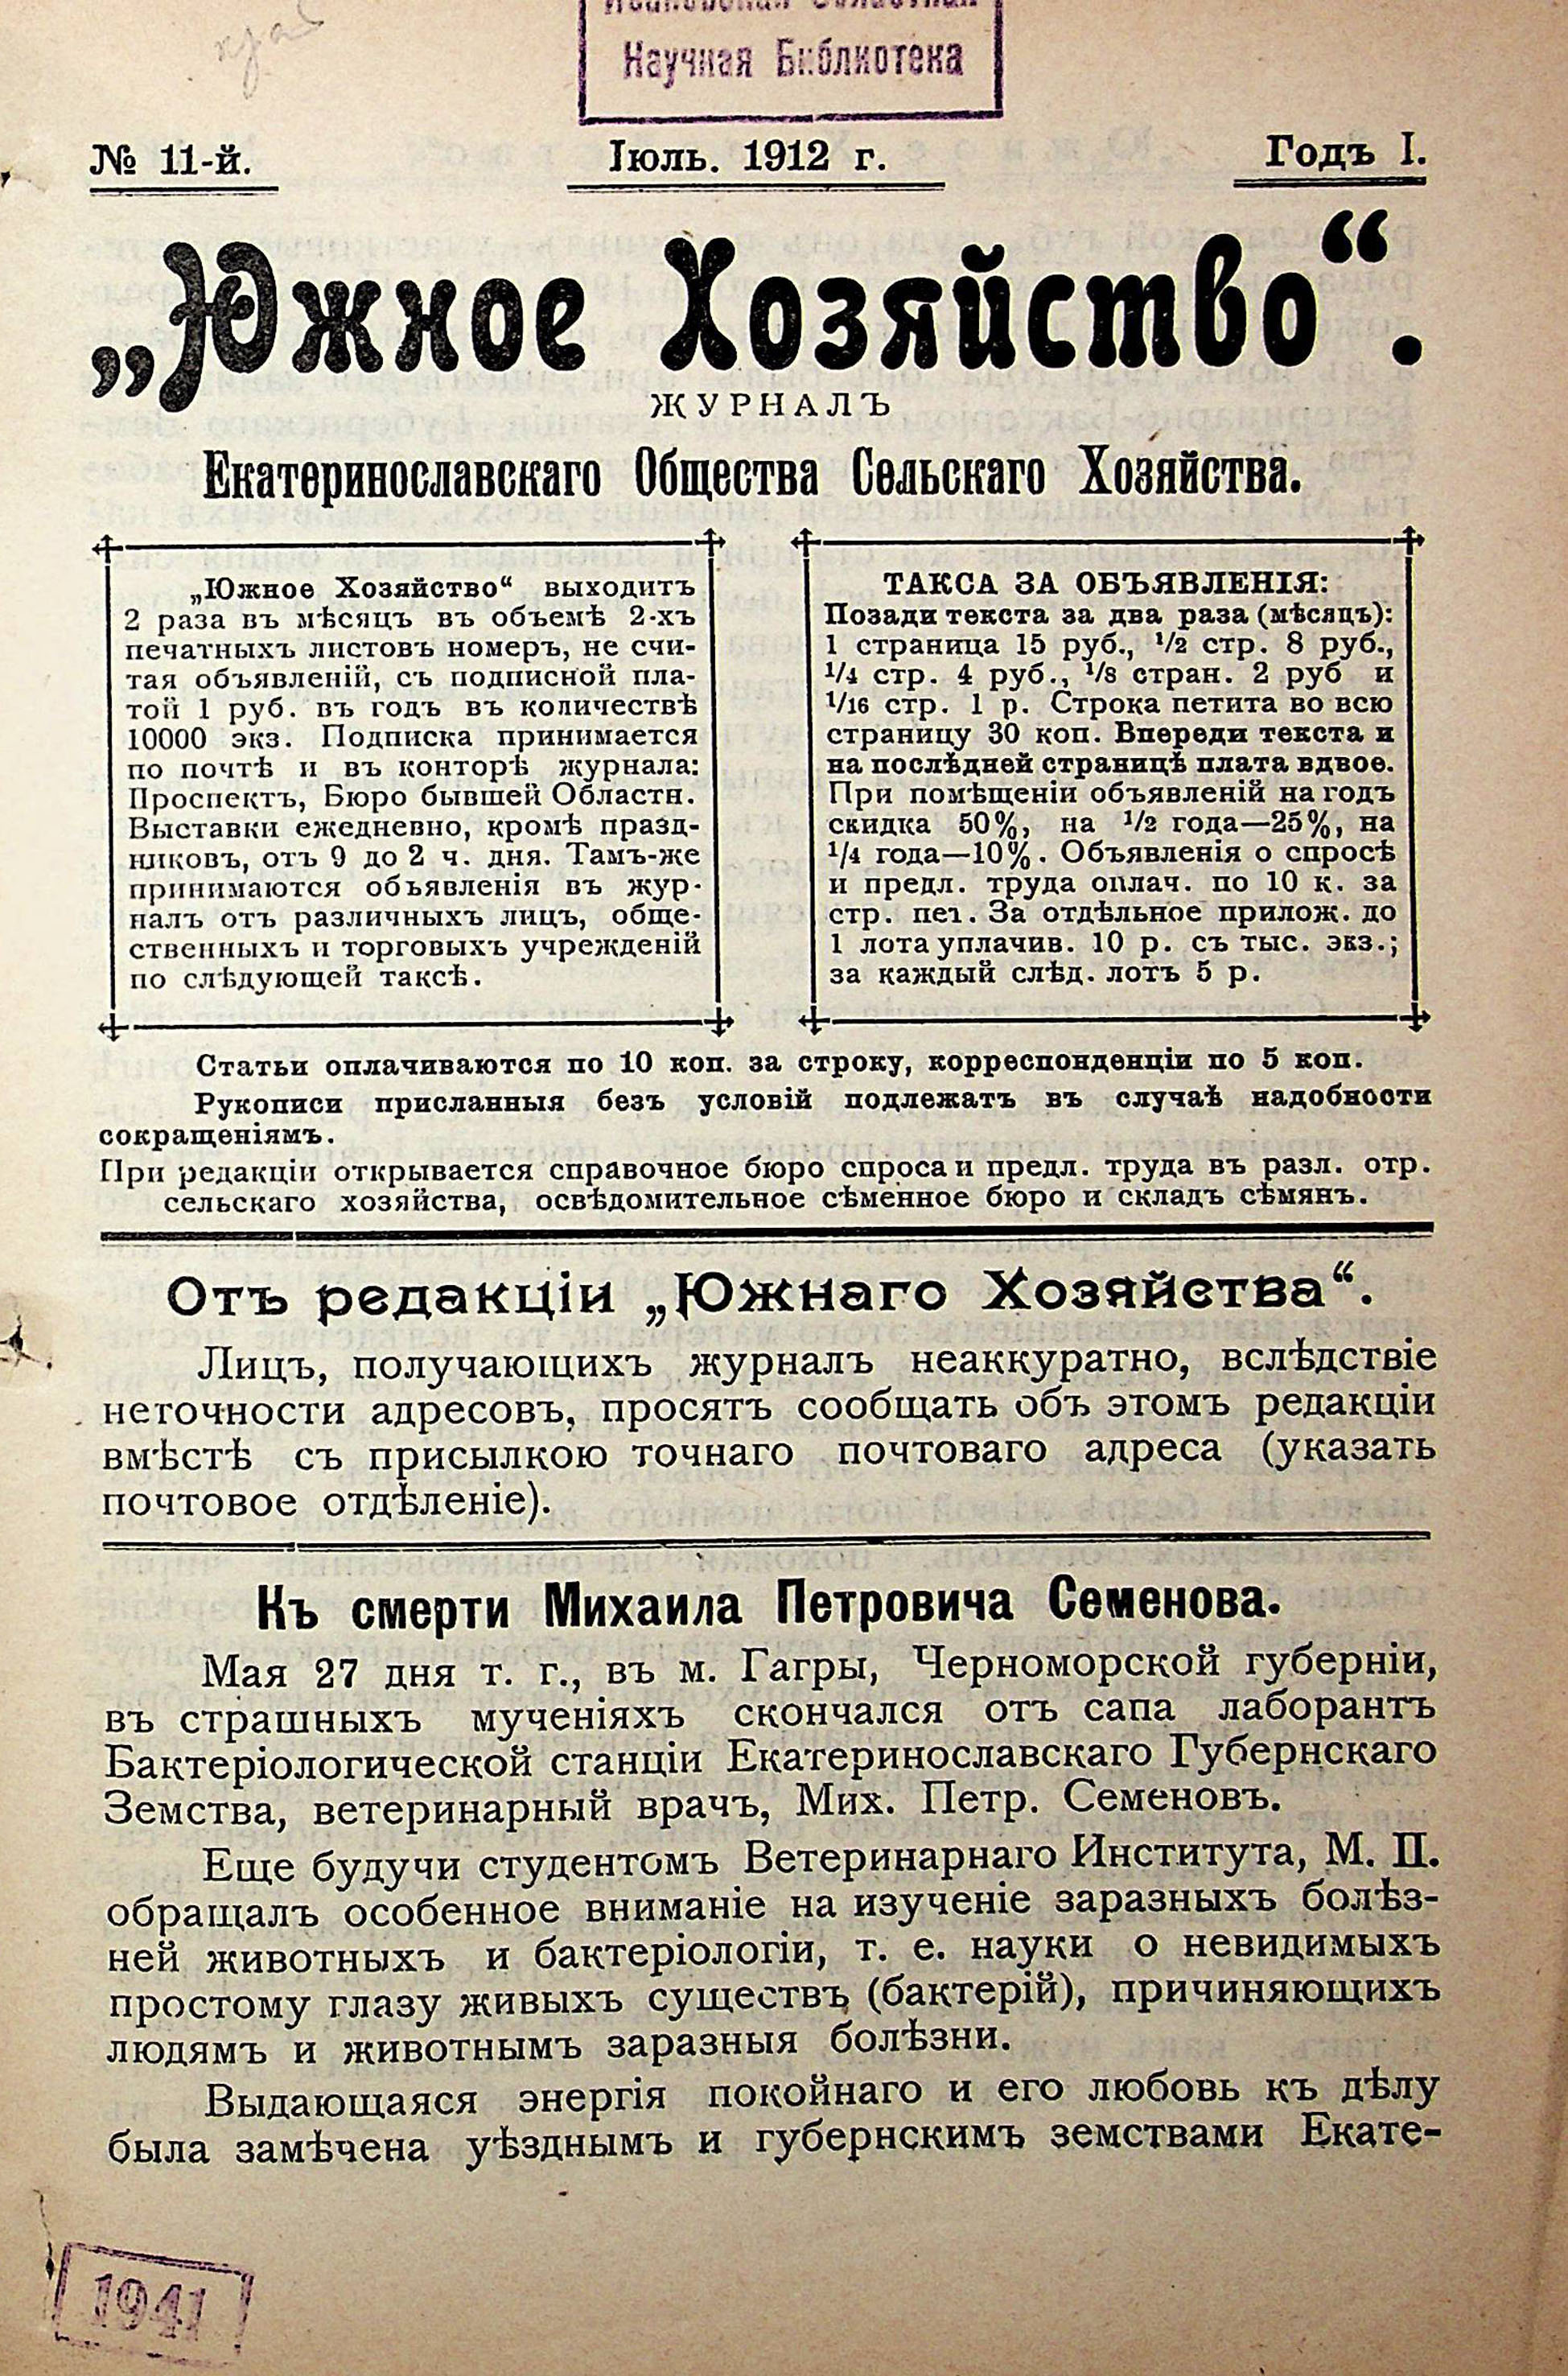 Научная Библиотека
№ 11-й.
Іюль. 1912 г.
Годъ I.
„Южное Хозяйство“.
ЖУРНАЛЪ
Екатеринославскаго Общества Сельскаго Хозяйства.
„Южное Хозяйство“ выходитъ
2 раза въ мѣсяцъ въ объемѣ 2-хъ
печатныхъ листовъ номеръ, не счи-
тая объявленій, съ подписной пла-
той 1 руб. въ годъ въ количествѣ
10000 экз. Подписка принимается
по почтѣ и въ конторѣ журнала:
Проспектъ, Бюро бывшей Областн.
Выставки ежедневно, кромѣ празд-
никовъ, отъ 9 до 2 ч. дня. Тамъ-же
принимаются обьявленія въ жур-
налъ отъ различныхъ лицъ, обще-
ственныхъ и торговыхъ учрежденій
по слѣдующей таксѣ.
ТАКСА ЗА ОБЪЯВЛЕНІЯ:
Позади текста за два раза (мѣсяцъ):
1 страница 15 руб., 1/2 стр. 8 руб.,
1/4 стр. 4 руб., 1/8 стран. 2 руб и
1/16 стр. 1 р. Строка петита во всю
страницу 30 коп. Впереди текста и
на послѣдней страницѣ плата вдвое.
При помѣщеніи объявленій на годъ
скидка 50%, на 1/2 года—25%, на
1/4 года—10%. Объявленія о спросѣ
и предл. труда оплач. по 10 к. за
стр. пет. За отдѣльное прилож. до
1 лота уплачив. 10 р. съ тыс. экз.;
за каждый слѣд. лотъ 5 р.
Статьи оплачиваются по 10 коп. за строку, корреспонденціи по 5 коп.
Рукописи присланныя безъ условій подлежатъ въ случаѣ надобности
сокращеніямъ.
При редакціи открывается справочное бюро спроса и предл. труда въ разл. отр.
сельскаго хозяйства, освѣдомительное сѣменное бюро и складъ сѣмянъ.
Отъ редакціи „Южнаго Хозяйства“.
Лицъ, получающихъ журналъ неаккуратно, вслѣдствіе
неточности адресовъ, просятъ сообщать объ этомъ редакціи
вмѣстѣ съ присылкою точнаго почтоваго адреса (указать
почтовое отдѣленіе).
Къ смерти Михаила Петровича Семенова.
Мая 27 дня т. г., въ м. Гагры, Черноморской губерніи,
въ страшныхъ мученіяхъ скончался отъ сапа лаборантъ
Бактеріологической станціи Екатеринославскаго Губернскаго
Земства, ветеринарный врачъ, Мих. Петр. Семеновъ.
Еще будучи студентомъ Ветеринарнаго Института, М. П.
обращалъ особенное вниманіе на изученіе заразныхъ болѣз-
ней животныхъ и бактеріологіи, т. е. науки о невидимыхъ
простому глазу живыхъ существъ (бактерій), причиняющихъ
людямъ и животнымъ заразныя болѣзни.
Выдающаяся энергія покойнаго и его любовь къ дѣлу
была замѣчена уѣзднымъ и губернскимъ земствами Екате-
1941